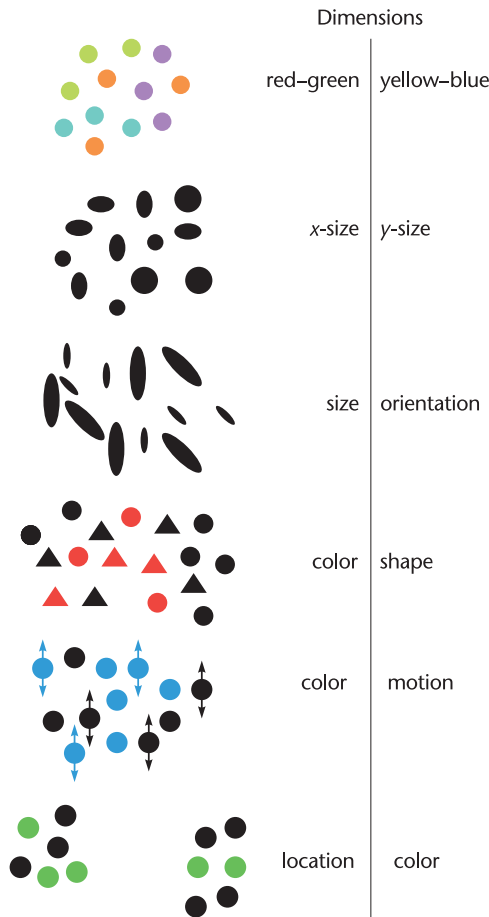 Dimensions
red–green yellow–blue
x-size y-size
size orientation
color shape
color motion
location color